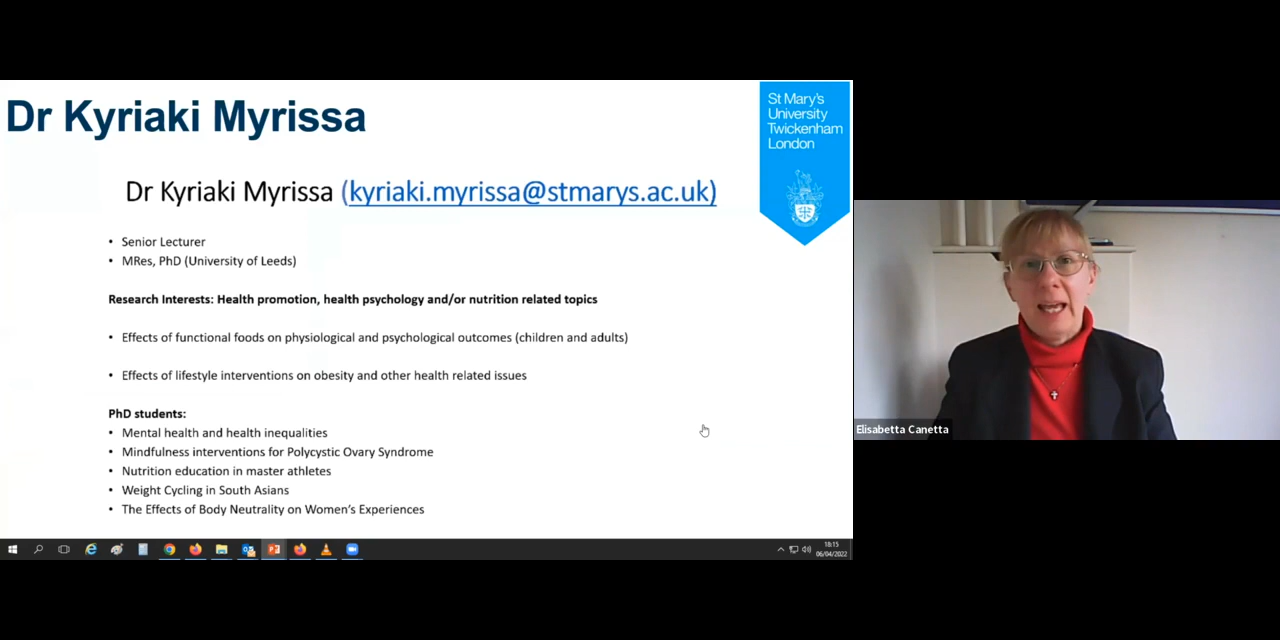 Dr Kyriaki Myrissa
St Mary's
University
Twickenham
London
Dr Kyriaki Myrissa (kyriaki.myrissa@stmarys.ac.uk)
• Senior Lecturer
• MRes, PhD (University of Leeds)
Research Interests: Health promotion, health psychology and/or nutrition related topics
• Effects of functional foods on physiological and psychological outcomes (children and adults)
• Effects of lifestyle interventions on obesity and other health related issues
PhD students:
• Mental health and health inequalities
• Mindfulness interventions for Polycystic Ovary Syndrome
• Nutrition education in master athletes
• Weight Cycling in South Asians
• The Effects of Body Neutrality on Women's Experiences
Elisabetta Canetta
18:15
06/04/2022